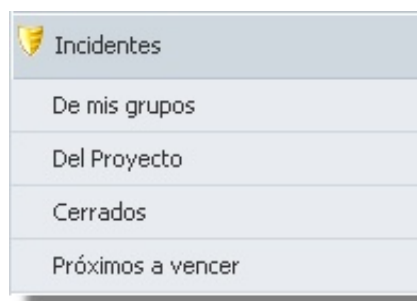 Incidentes
De mis grupos
Del Proyecto
Cerrados
Próximos a vencer